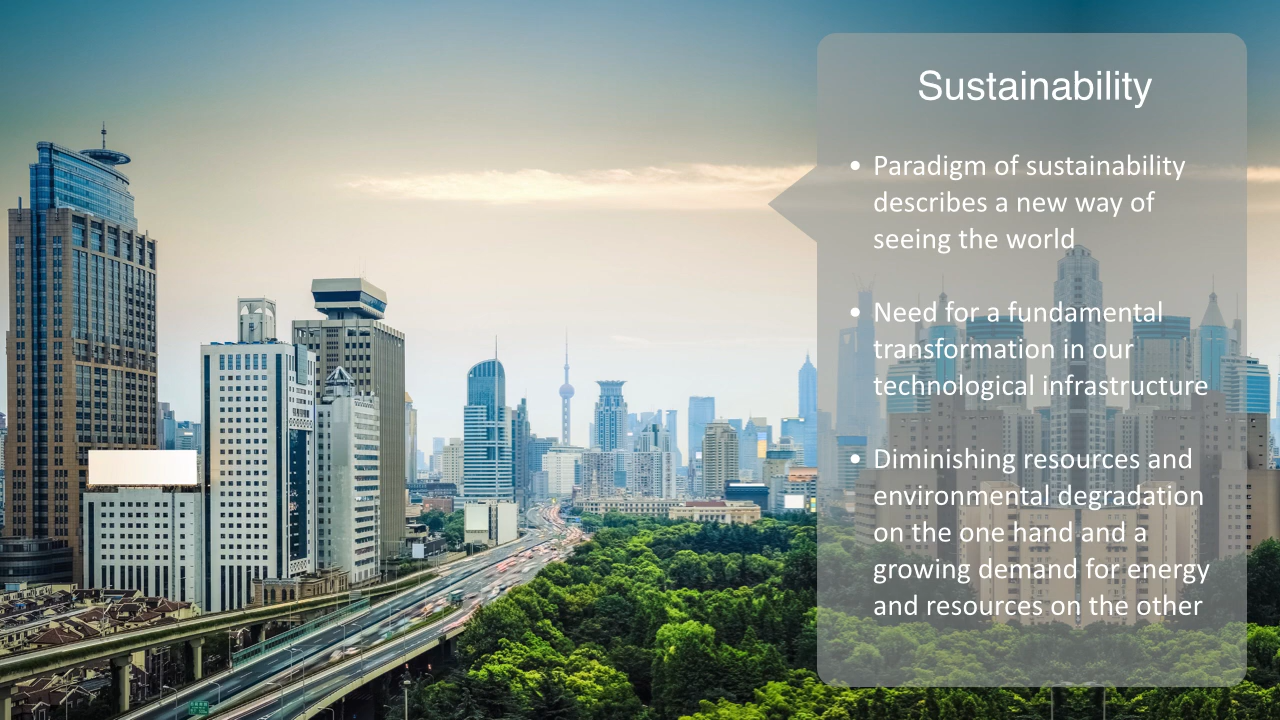 Sustainability
• Paradigm of sustainability
describes a new way of
seeing the world
• Need for a fundamental
transformation in our
technological infrastructure
• Diminishing resources and
environmental degradation
on the one hand and a
growing demand for energy
and resources on the other